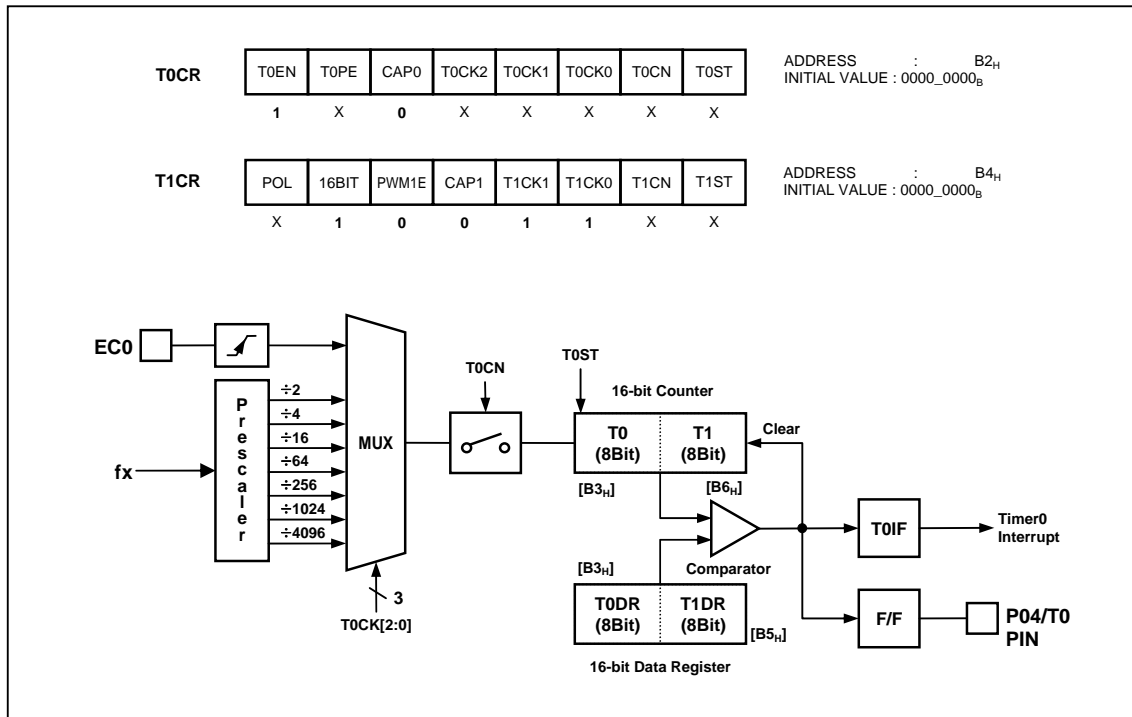 T0CR T0EN T0PE CAP0 T0CK2 T0CK1 T0CK0 T0CN T0ST
1 X 0 X X X X X
ADDRESS : B2H
INITIAL VALUE : 0000_0000B
T1CR POL 16BIT PWM1E CAP1 T1CK1 T1CK0 T1CN T1ST
X 1 0 0 1 1 X X
ADDRESS : B4H
INITIAL VALUE : 0000_0000B
EC0
fx
Prescaler
÷2
÷4
÷16
÷64
÷256
÷1024
÷4096
MUX
3
T0CK[2:0]
T0CN
T0ST
16-bit Counter
T0
(8Bit)
T1
(8Bit)
Clear
[B3H]
[B6H]
Comparator
[B3H]
T0DR
(8Bit)
T1DR
(8Bit)
[B5H]
16-bit Data Register
T0IF
Timer0
Interrupt
F/F
P04/T0
PIN